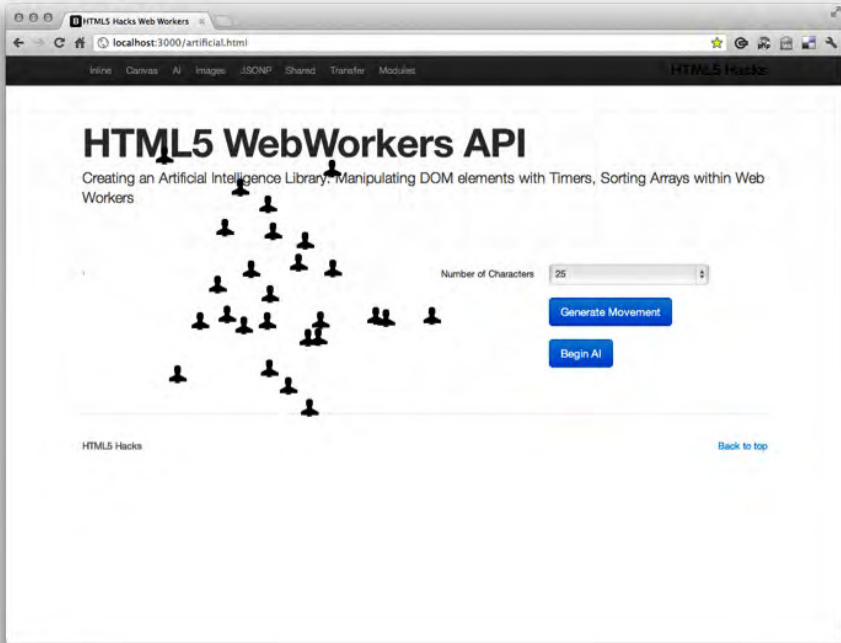 HTML5 Hacks Web Workers
localhost:3000/artificial.html
Inline Canvas AI Images JSONP Shared Transfer Modules HTML5 Hacks
HTML5 WebWorkers API
Creating an Artificial Intelligence Library: Manipulating DOM elements with Timers, Sorting Arrays within Web
Workers
Number of Characters 25
Generate Movement
Begin AI
HTML5 Hacks Back to top